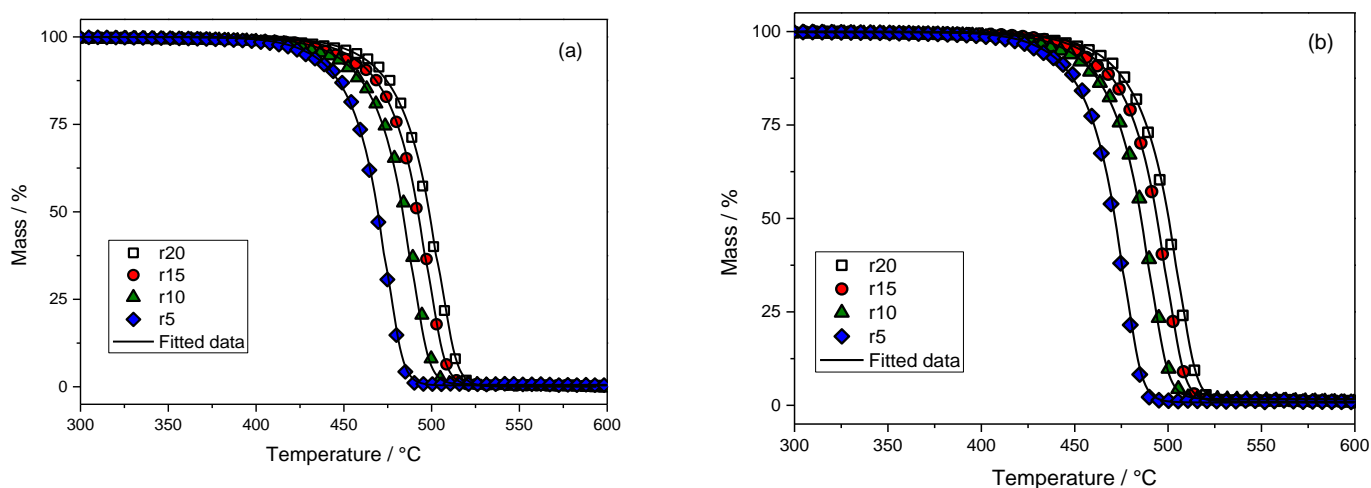 (a)
100
75
50
25
0
Mass / %
r20
r15
r10
r5
Fitted data
300 350 400 450 500 550 600
Temperature / °C
(b)
100
75
50
25
0
Mass / %
r20
r15
r10
r5
Fitted data
300 350 400 450 500 550 600
Temperature / °C